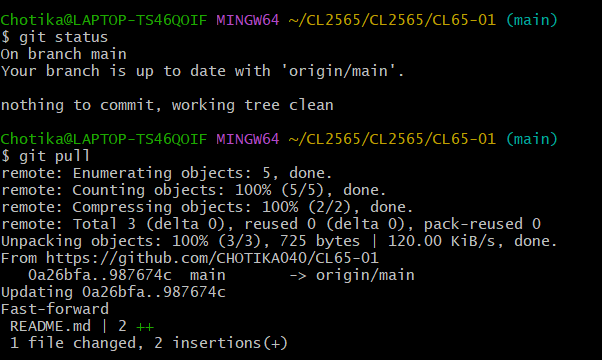 Chotika@LAPTOP-TS46QOIF MINGW64 ~/CL2565/CL2565/CL65-01 (main)
$ git status
On branch main
Your branch is up to date with 'origin/main'.
nothing to commit, working tree clean
Chotika@LAPTOP-TS46QOIF MINGW64 ~/CL2565/CL2565/CL65-01 (main)
$ git pull
remote: Enumerating objects: 5, done.
remote: Counting objects: 100% (5/5), done.
remote: Compressing objects: 100% (2/2), done.
remote: Total 3 (delta 0), reused 0 (delta 0), pack-reused 0
Unpacking objects: 100% (3/3), 725 bytes | 120.00 KiB/s, done.
From https://github.com/CHOTIKA040/CL65-01
   0a26bfa..987674c  main       -> origin/main
Updating 0a26bfa..987674c
Fast-forward
 README.md | 2 ++
 1 file changed, 2 insertions(+)